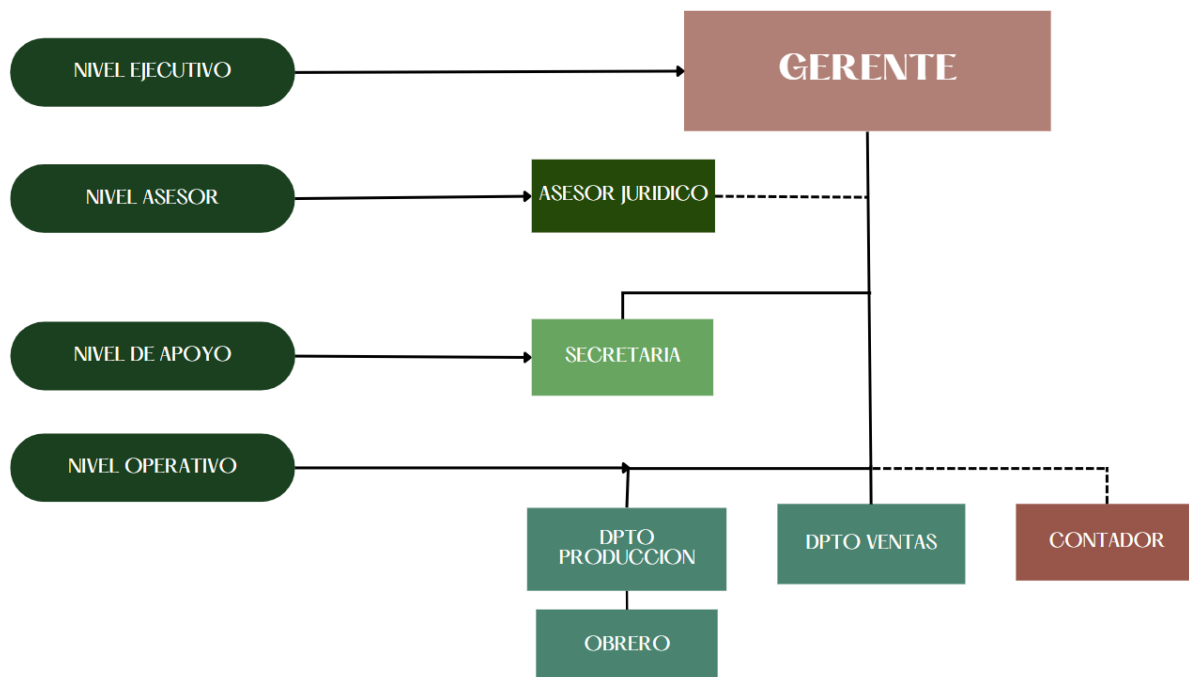 NIVEL EJECUTIVO
GERENTE
NIVEL ASESOR
ASESOR JURIDICO
NIVEL DE APOYO
SECRETARIA
NIVEL OPERATIVO
DPTO
PRODUCCION
DPTO VENTAS
CONTADOR
OBRERO